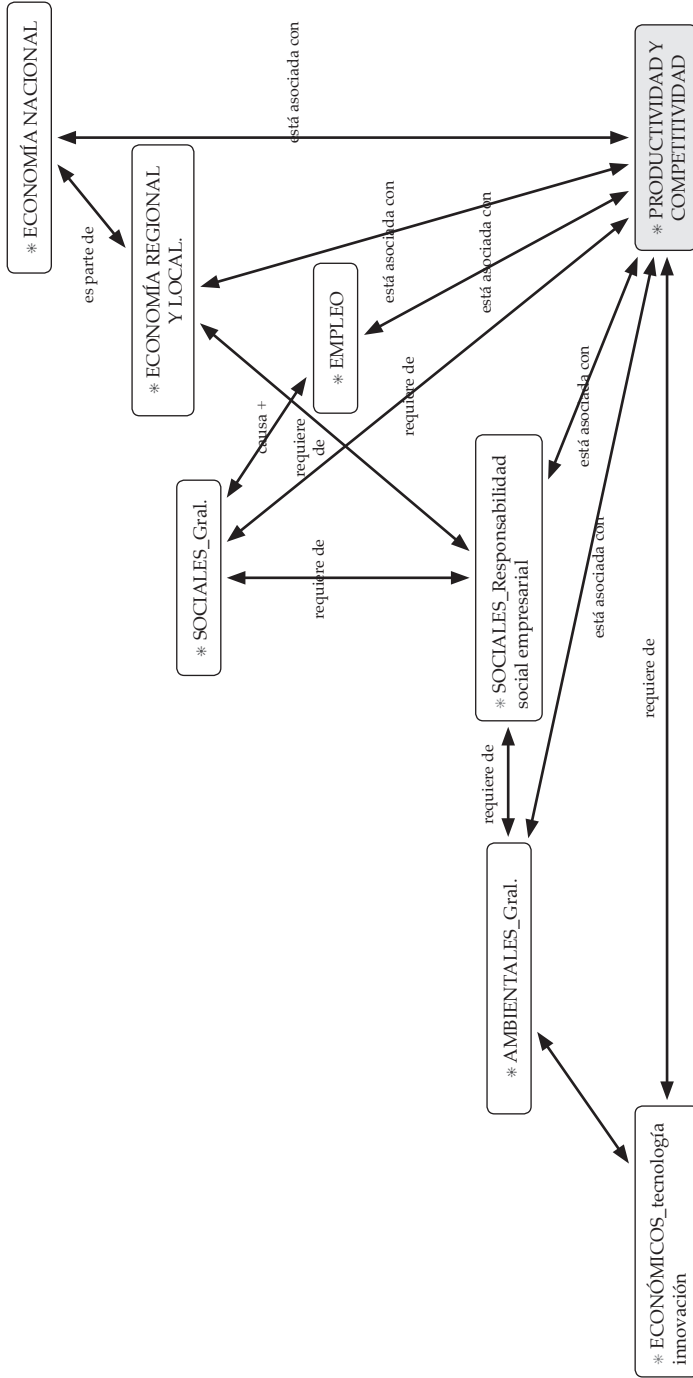 * ECONOMÍA NACIONAL
es parte de
está asociada con
* ECONOMÍA REGIONAL
Y LOCAL.
* SOCIALES_Gral.
causa +
* EMPLEO
está asociada con
requiere
de
requiere de
está asociada con
requiere de
* SOCIALES_Responsabilidad
social empresarial
está asociada con
requiere de
* AMBIENTALES_Gral.
está asociada con
requiere de
* PRODUCTIVIDAD Y
COMPETITIVIDAD
* ECONÓMICOS_tecnología
innovación